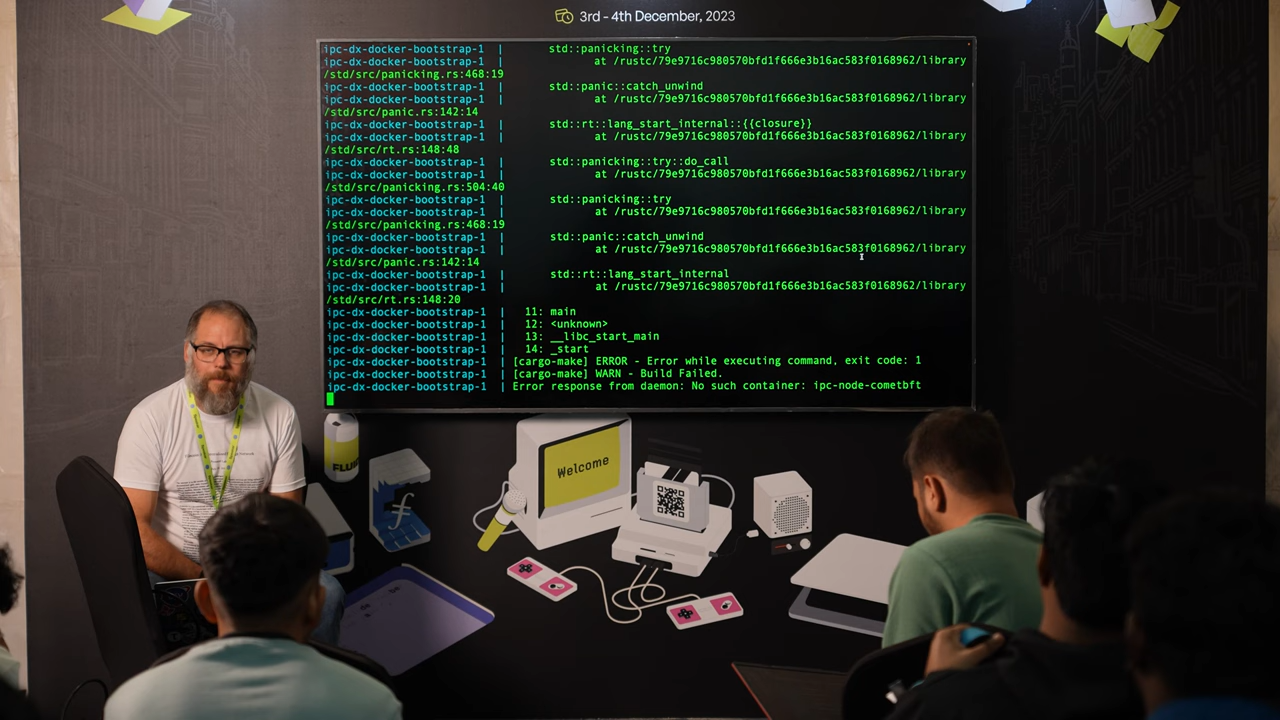 3rd - 4th December, 2023
ipc-dx-docker-bootstrap-1 | std::panicking::try
ipc-dx-docker-bootstrap-1 | at /rustc/79e9716c980570bfd1f666e3b16ac583f0168962/library
/std/src/panicking.rs:468:19
ipc-dx-docker-bootstrap-1 | std::panic::catch_unwind
ipc-dx-docker-bootstrap-1 | at /rustc/79e9716c980570bfd1f666e3b16ac583f0168962/library
/std/src/panic.rs:142:14
ipc-dx-docker-bootstrap-1 | std::rt::lang_start_internal::{{closure}}
ipc-dx-docker-bootstrap-1 | at /rustc/79e9716c980570bfd1f666e3b16ac583f0168962/library
/std/src/rt.rs:148:48
ipc-dx-docker-bootstrap-1 | std::panicking::try::do_call
ipc-dx-docker-bootstrap-1 | at /rustc/79e9716c980570bfd1f666e3b16ac583f0168962/library
/std/src/panicking.rs:504:40
ipc-dx-docker-bootstrap-1 | std::panicking::try
ipc-dx-docker-bootstrap-1 | at /rustc/79e9716c980570bfd1f666e3b16ac583f0168962/library
/std/src/panicking.rs:468:19
ipc-dx-docker-bootstrap-1 | std::panic::catch_unwind
ipc-dx-docker-bootstrap-1 | at /rustc/79e9716c980570bfd1f666e3b16ac583f0168962/library
/std/src/panic.rs:142:14
ipc-dx-docker-bootstrap-1 | std::rt::lang_start_internal
ipc-dx-docker-bootstrap-1 | at /rustc/79e9716c980570bfd1f666e3b16ac583f0168962/library
/std/src/rt.rs:148:20
ipc-dx-docker-bootstrap-1 | 11: main
ipc-dx-docker-bootstrap-1 | 12: <unknown>
ipc-dx-docker-bootstrap-1 | 13: __libc_start_main
ipc-dx-docker-bootstrap-1 | 14: _start
ipc-dx-docker-bootstrap-1 | [cargo-make] ERROR - Error while executing command, exit code: 1
ipc-dx-docker-bootstrap-1 | [cargo-make] WARN - Build Failed.
ipc-dx-docker-bootstrap-1 | Error response from daemon: No such container: ipc-node-cometbft
Welcome